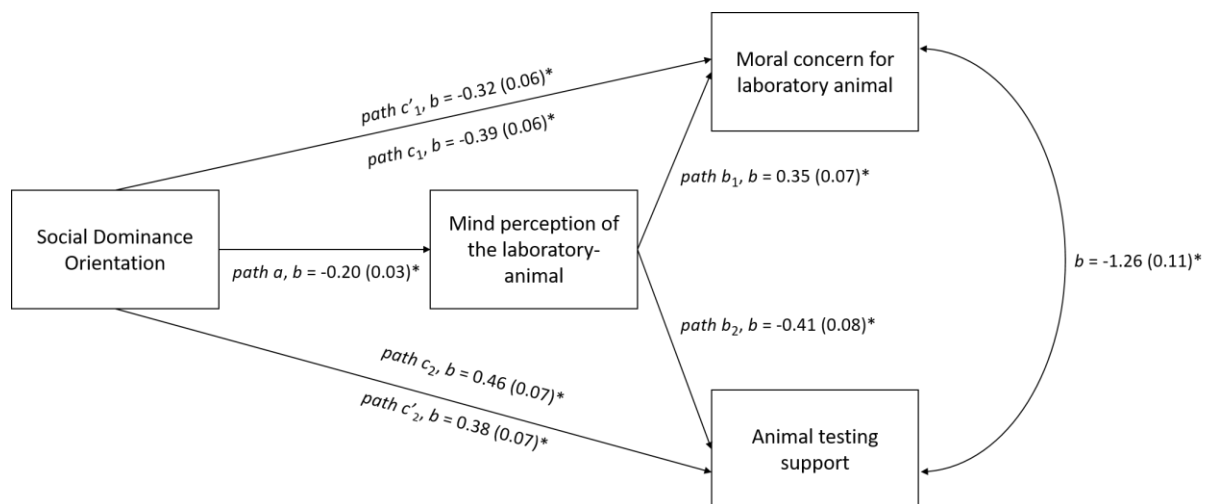 Moral concern for
laboratory animal
path c'₁, b = -0.32 (0.06)*
path c₁, b = -0.39 (0.06)*
path b₁, b = 0.35 (0.07)*
Social Dominance
Orientation
Mind perception of
the laboratory-
animal
path a, b = -0.20 (0.03)*
b = -1.26 (0.11)*
path b₂, b = -0.41 (0.08)*
path c₂, b = 0.46 (0.07)*
path c'₂, b = 0.38 (0.07)*
Animal testing
support